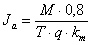 J_a = M · 0,8 / T · q · k_m